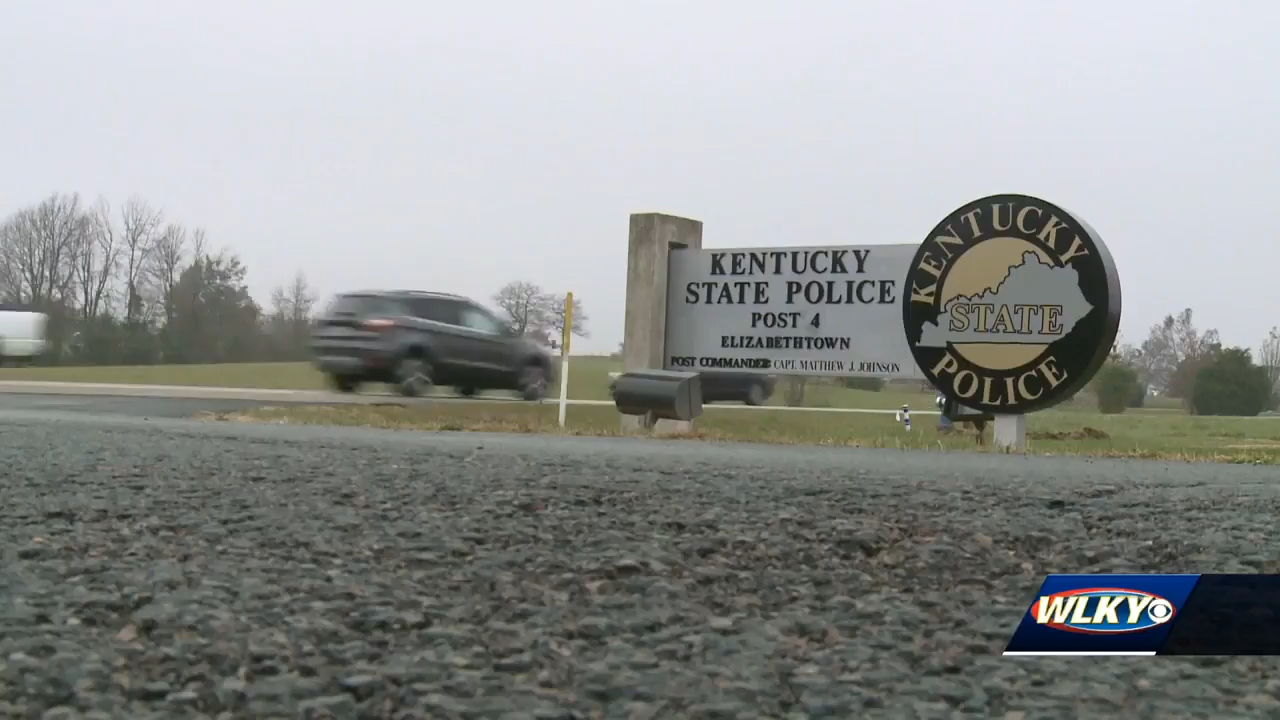 KENTUCKY
STATE POLICE
POST 4
ELIZABETHTOWN
POST COMMANDER CAPT. MATTHEW J. JOHNSON
KENTUCKY
STATE
POLICE
WLKY